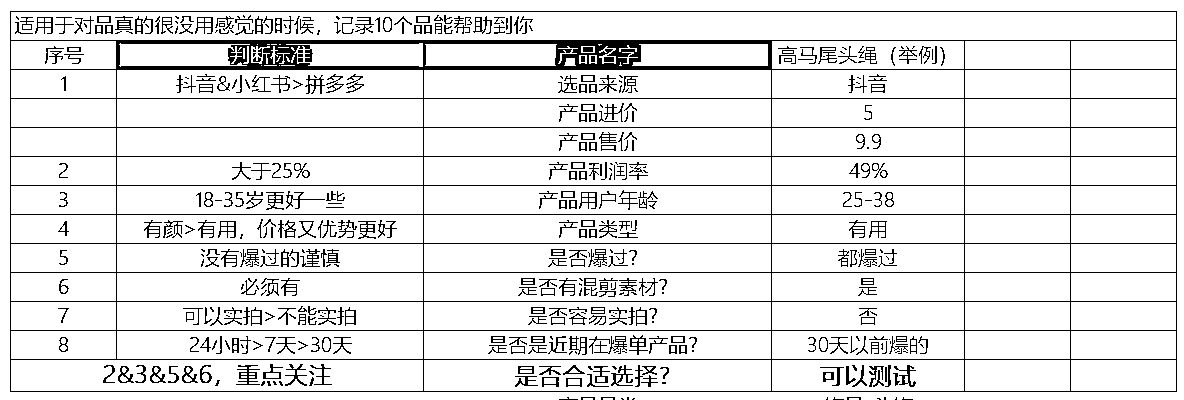 适用于对品真的很没用感觉的时候，记录10个品能帮助到你
序号 判断标准 产品名字 高马尾头绳（举例）
1 抖音&小红书>拼多多 选品来源 抖音
产品进价 5
产品售价 9.9
2 大于25% 产品利润率 49%
3 18-35岁更好一些 产品用户年龄 25-38
4 有颜>有用，价格又优势更好 产品类型 有用
5 没有爆过的谨慎 是否爆过? 都爆过
6 必须有 是否有混剪素材? 是
7 可以实拍>不能实拍 是否容易实拍? 否
8 24小时>7天>30天 是否是近期在爆单产品? 30天以前爆的
2&3&5&6，重点关注 是否合适选择? 可以测试